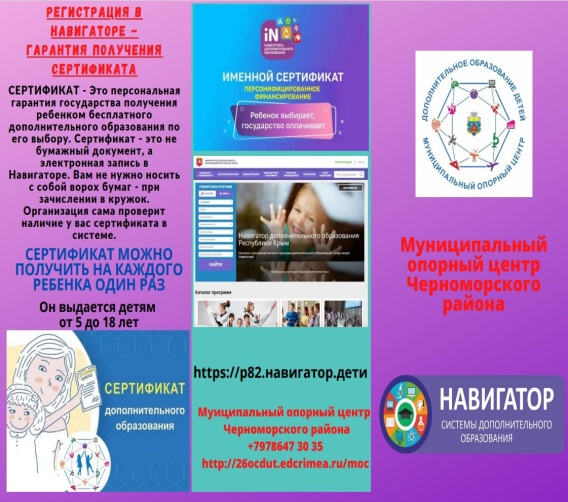 РЕГИСТРАЦИЯ В
НАВИГАТОРЕ –
ГАРАНТИЯ ПОЛУЧЕНИЯ
СЕРТИФИКАТА
СЕРТИФИКАТ - Это персональная
гарантия государства получения
ребенком бесплатного
дополнительного образования по
его выбору. Сертификат - это не
бумажный документ, а
электронная запись в
Навигаторе. Вам не нужно носить
с собой ворох бумаг - при
зачислении в кружок.
Организация сама проверит
наличие у вас сертификата в
системе.
СЕРТИФИКАТ МОЖНО
ПОЛУЧИТЬ НА КАЖДОГО
РЕБЕНКА ОДИН РАЗ
Он выдается детям
от 5 до 18 лет
СЕРТИФИКАТ
дополнительного
образования
iN
НАВИГАТОРЫ
ДОПОЛНИТЕЛЬНОГО
ОБРАЗОВАНИЯ
ИМЕННОЙ СЕРТИФИКАТ
ПЕРСОНИФИЦИРОВАННОЕ
ФИНАНСИРОВАНИЕ
Ребенок выбирает,
государство оплачивает
Навигатор дополнительного образования
Республики Крым
НАЙТИ
Каталог программ
https://р82.навигатор.дети
Муиципальный опорный центр
Черноморского района
+7978647 30 35
http://26ocdut.edcrimea.ru/moc
ДОПОЛНИТЕЛЬНОЕ ОБРАЗОВАНИЕ ДЕТЕЙ
МУНИЦИПАЛЬНЫЙ ОПОРНЫЙ ЦЕНТР
Муниципальный
опорный центр
Черноморского
района
НАВИГАТОР
СИСТЕМЫ ДОПОЛНИТЕЛЬНОГО
ОБРАЗОВАНИЯ